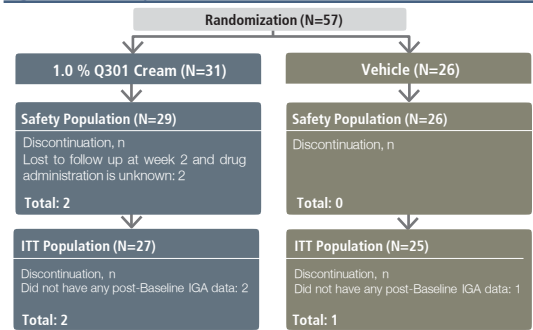 Randomization (N=57)
1.0 % Q301 Cream (N=31)
Vehicle (N=26)
Safety Population (N=29)
Discontinuation, n
Lost to follow up at week 2 and drug
administration is unknown: 2
Total: 2
Safety Population (N=26)
Discontinuation, n
Total: 0
ITT Population (N=27)
Discontinuation, n
Did not have any post-Baseline IGA data: 2
Total: 2
ITT Population (N=25)
Discontinuation, n
Did not have any post-Baseline IGA data: 1
Total: 1